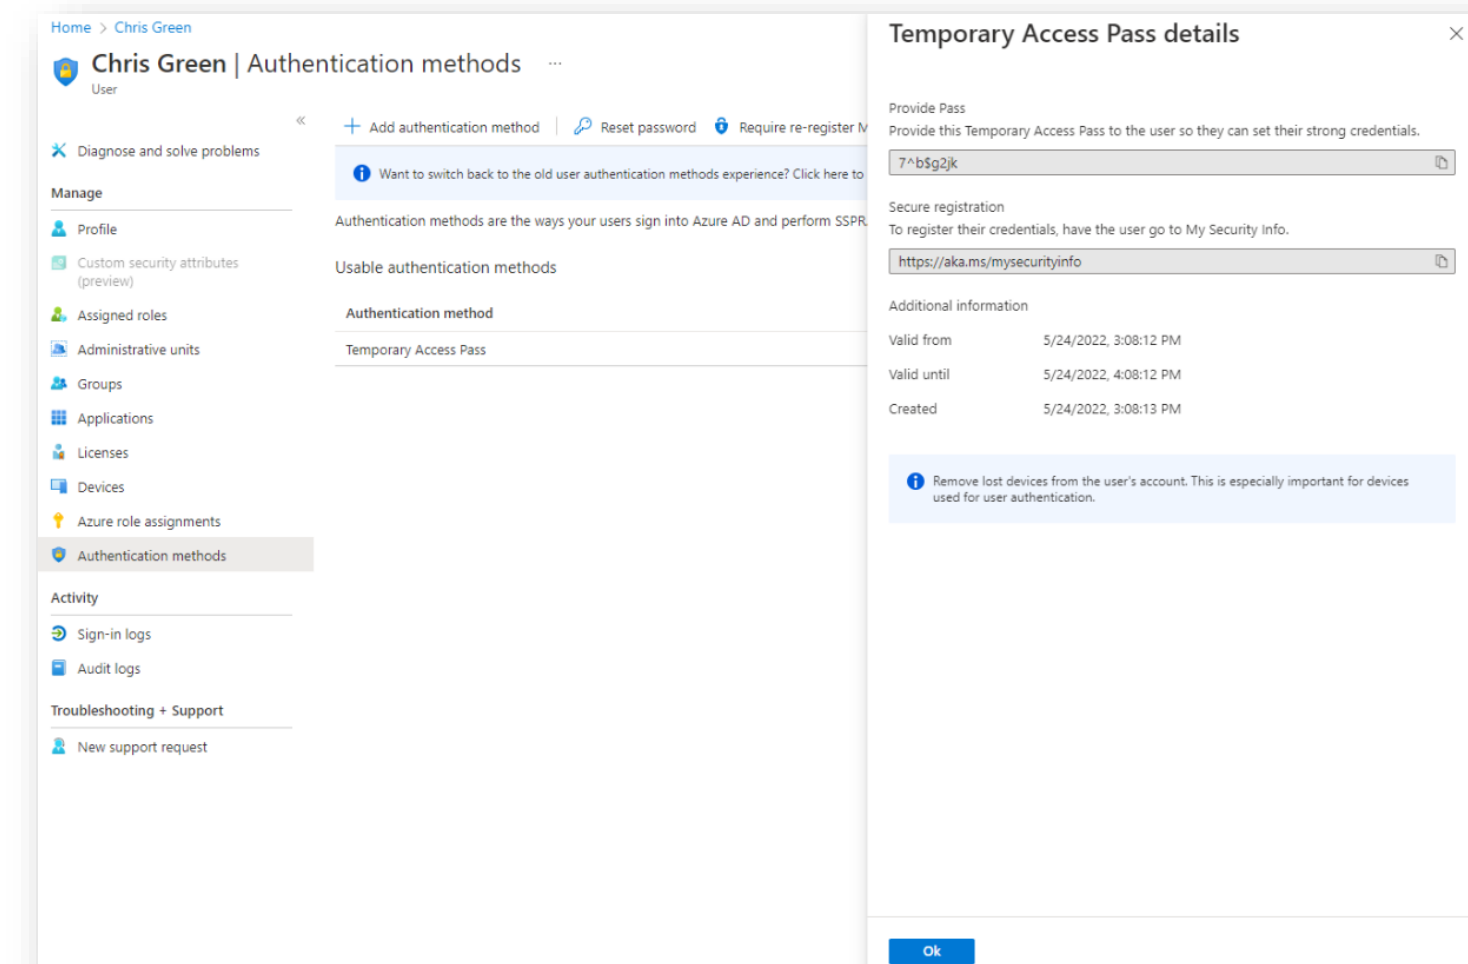 Home > Chris Green
Chris Green | Authentication methods ...
User
«
Diagnose and solve problems
Manage
Profile
Custom security attributes
(preview)
Assigned roles
Administrative units
Groups
Applications
Licenses
Devices
Azure role assignments
Authentication methods
Activity
Sign-in logs
Audit logs
Troubleshooting + Support
New support request
+ Add authentication method | Reset password Require re-register M
Want to switch back to the old user authentication methods experience? Click here to
Authentication methods are the ways your users sign into Azure AD and perform SSPR.
Usable authentication methods
Authentication method
Temporary Access Pass
Temporary Access Pass details
Provide Pass
Provide this Temporary Access Pass to the user so they can set their strong credentials.
7^b$g2jk
Secure registration
To register their credentials, have the user go to My Security Info.
https://aka.ms/mysecurityinfo
Additional information
Valid from 5/24/2022, 3:08:12 PM
Valid until 5/24/2022, 4:08:12 PM
Created 5/24/2022, 3:08:13 PM
Remove lost devices from the user's account. This is especially important for devices
used for user authentication.
Ok